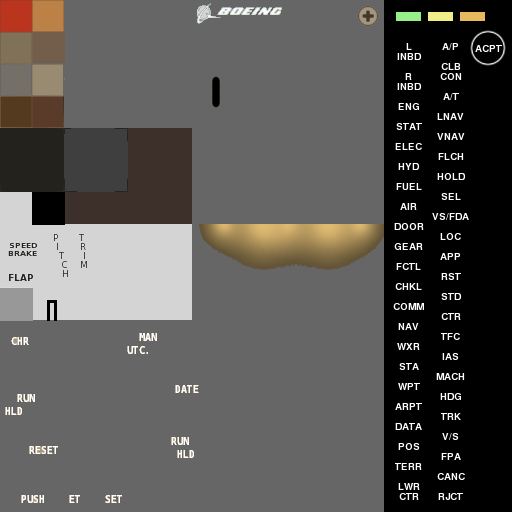 BOEING
SPEED
BRAKE
PITCH
TRIM
FLAP
CHR
MAN
UTC.
DATE
RUN
HLD
RUN
HLD
RESET
PUSH ET SET
L
INBD
R
INBD
ENG
STAT
ELEC
HYD
FUEL
AIR
DOOR
GEAR
FCTL
CHKL
COMM
NAV
WXR
STA
WPT
ARPT
DATA
POS
TERR
LWR
CTR
A/P
CLB
CON
A/T
LNAV
VNAV
FLCH
HOLD
SEL
VS/FDA
LOC
APP
RST
STD
CTR
TFC
IAS
MACH
HDG
TRK
V/S
FPA
CANC
RJCT
ACPT